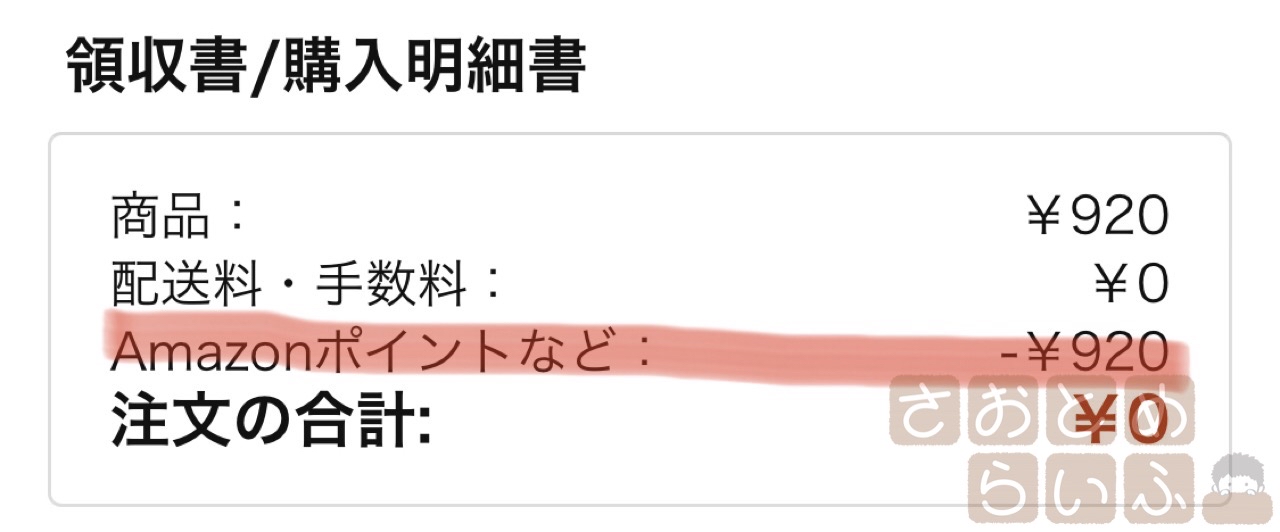 領収書/購入明細書
商品： ¥920
配送料・手数料： ¥0
Amazonポイントなど： -¥920
注文の合計: ¥0
さおとめ
らいふ